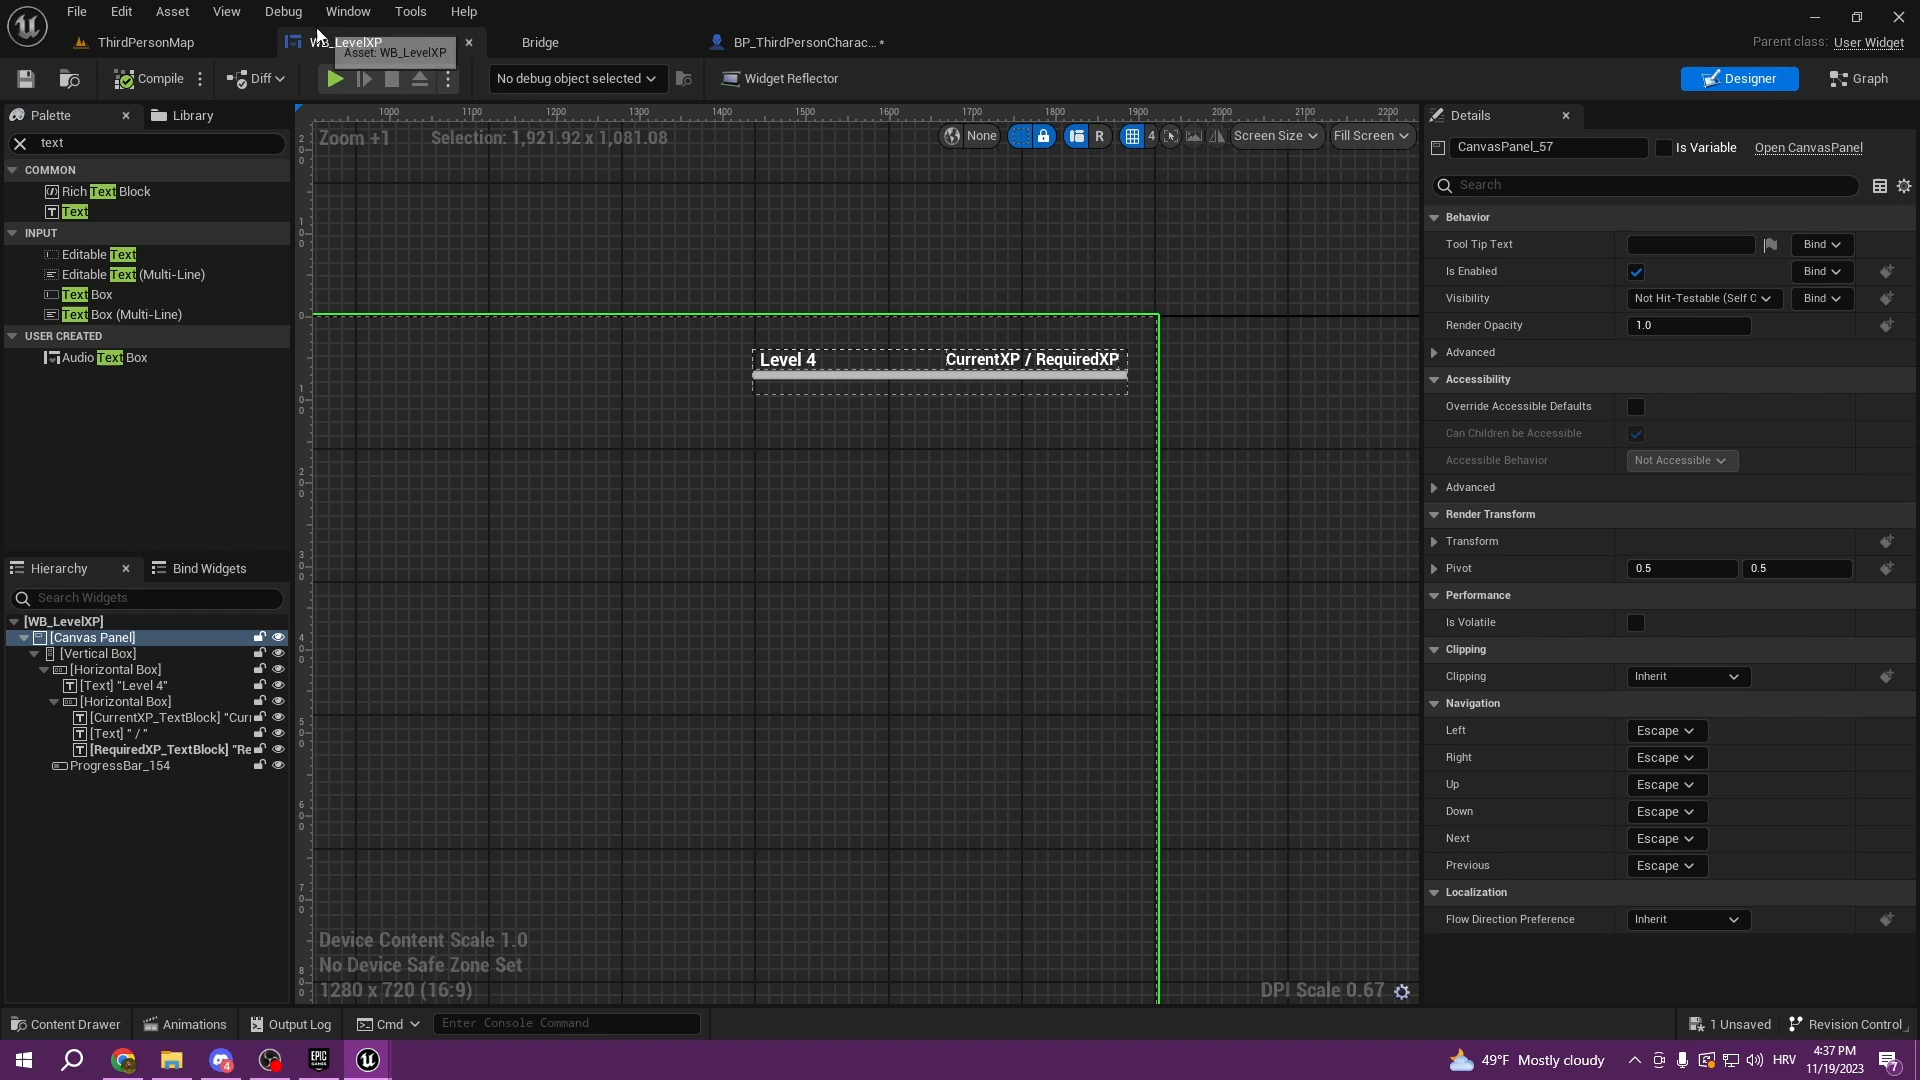 File Edit Asset View Debug Window Tools Help
ThirdPersonMap WB_LevelXP Bridge BP_ThirdPersonCharac...*
Asset: WB_LevelXP
Parent class: User Widget
Compile Diff No debug object selected Widget Reflector Designer Graph
Palette Library
text
COMMON
Rich Text Block
Text
INPUT
Editable Text
Editable Text (Multi-Line)
Text Box
Text Box (Multi-Line)
USER CREATED
Audio Text Box
Hierarchy Bind Widgets
Search Widgets
[WB_LevelXP]
[Canvas Panel]
[Vertical Box]
[Horizontal Box]
[Text] "Level 4"
[Horizontal Box]
[CurrentXP_TextBlock] "Curr
[Text] " / "
[RequiredXP_TextBlock] "Re
ProgressBar_154
1000 1100 1200 1300 1400 1500 1600 1700 1800 1900 2000 2100 2200
Zoom +1 Selection: 1,921.92 x 1,081.08
None R 4 Screen Size Fill Screen
Level 4 CurrentXP / RequiredXP
Device Content Scale 1.0
No Device Safe Zone Set
1280 x 720 (16:9)
DPI Scale 0.67
Details
CanvasPanel_57 Is Variable Open CanvasPanel
Search
Behavior
Tool Tip Text Bind
Is Enabled Bind
Visibility Not Hit-Testable (Self O Bind
Render Opacity 1.0
Advanced
Accessibility
Override Accessible Defaults
Can Children be Accessible
Accessible Behavior Not Accessible
Advanced
Render Transform
Transform
Pivot 0.5 0.5
Performance
Is Volatile
Clipping
Clipping Inherit
Navigation
Left Escape
Right Escape
Up Escape
Down Escape
Next Escape
Previous Escape
Localization
Flow Direction Preference Inherit
Content Drawer Animations Output Log Cmd Enter Console Command 1 Unsaved Revision Control
4 EPIC GAMES 49°F Mostly cloudy HRV 4:37 PM
11/19/2023 7